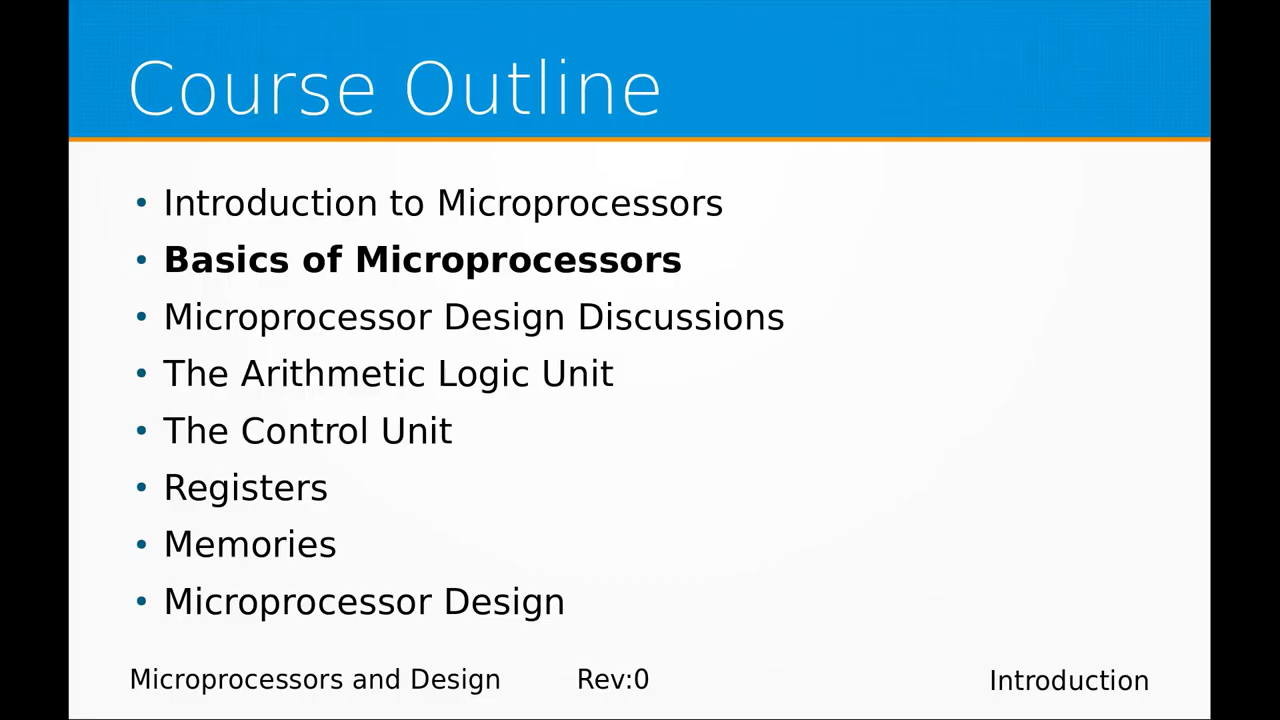 Course Outline
• Introduction to Microprocessors
• Basics of Microprocessors
• Microprocessor Design Discussions
• The Arithmetic Logic Unit
• The Control Unit
• Registers
• Memories
• Microprocessor Design
Microprocessors and Design Rev:0 Introduction